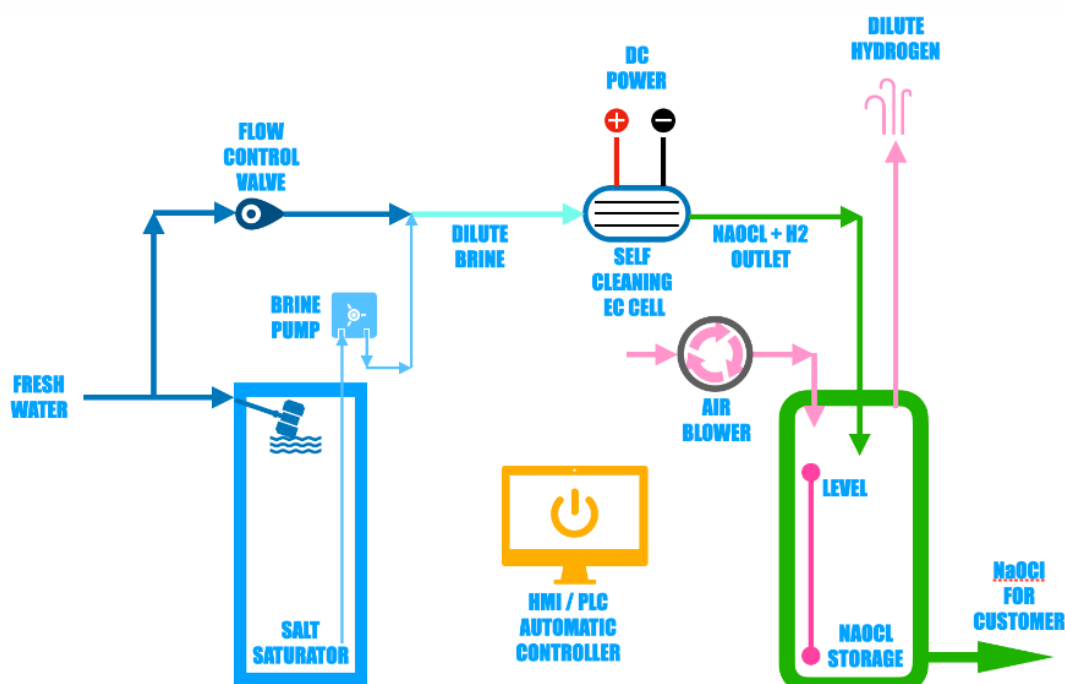 DILUTE
HYDROGEN
DC
POWER
FLOW
CONTROL
VALVE
DILUTE
BRINE
NAOCL + H2
OUTLET
SELF
CLEANING
EC CELL
BRINE
PUMP
FRESH
WATER
AIR
BLOWER
LEVEL
HMI / PLC
AUTOMATIC
CONTROLLER
SALT
SATURATOR
NAOCL
STORAGE
NaOCl
FOR
CUSTOMER